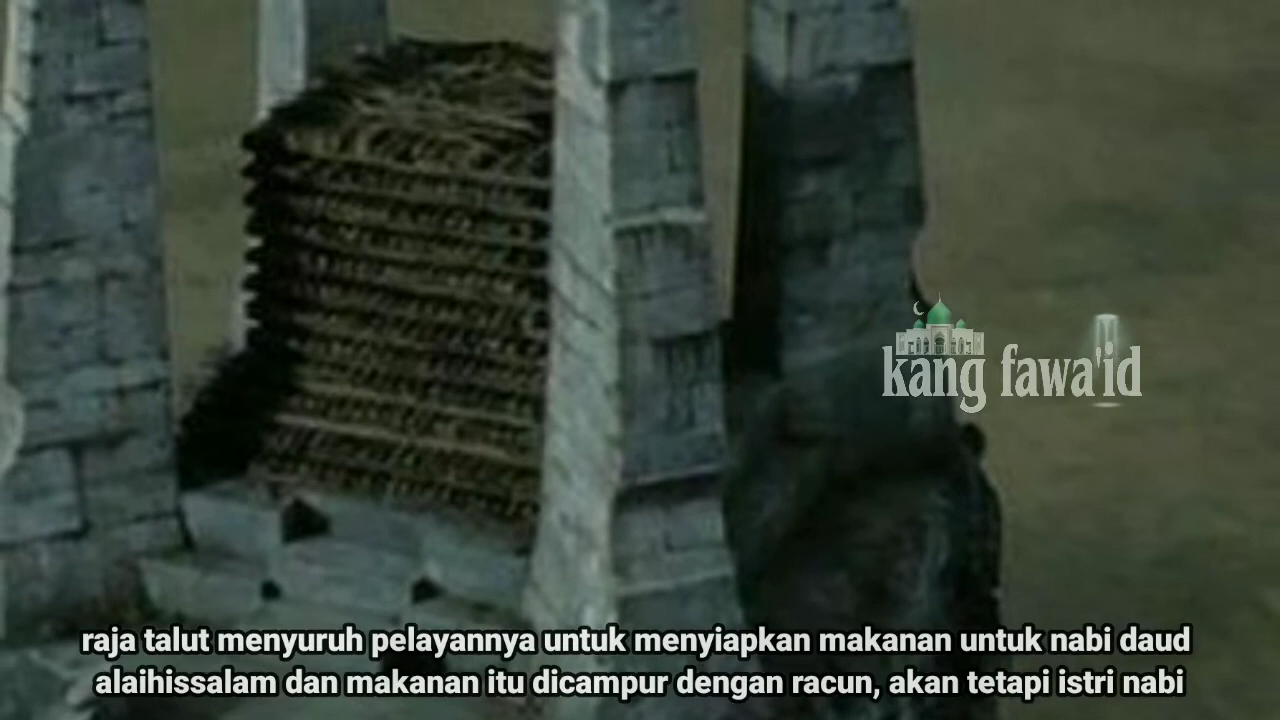 kang fawa'id
raja talut menyuruh pelayannya untuk menyiapkan makanan untuk nabi daud
alaihissalam dan makanan itu dicampur dengan racun, akan tetapi istri nabi